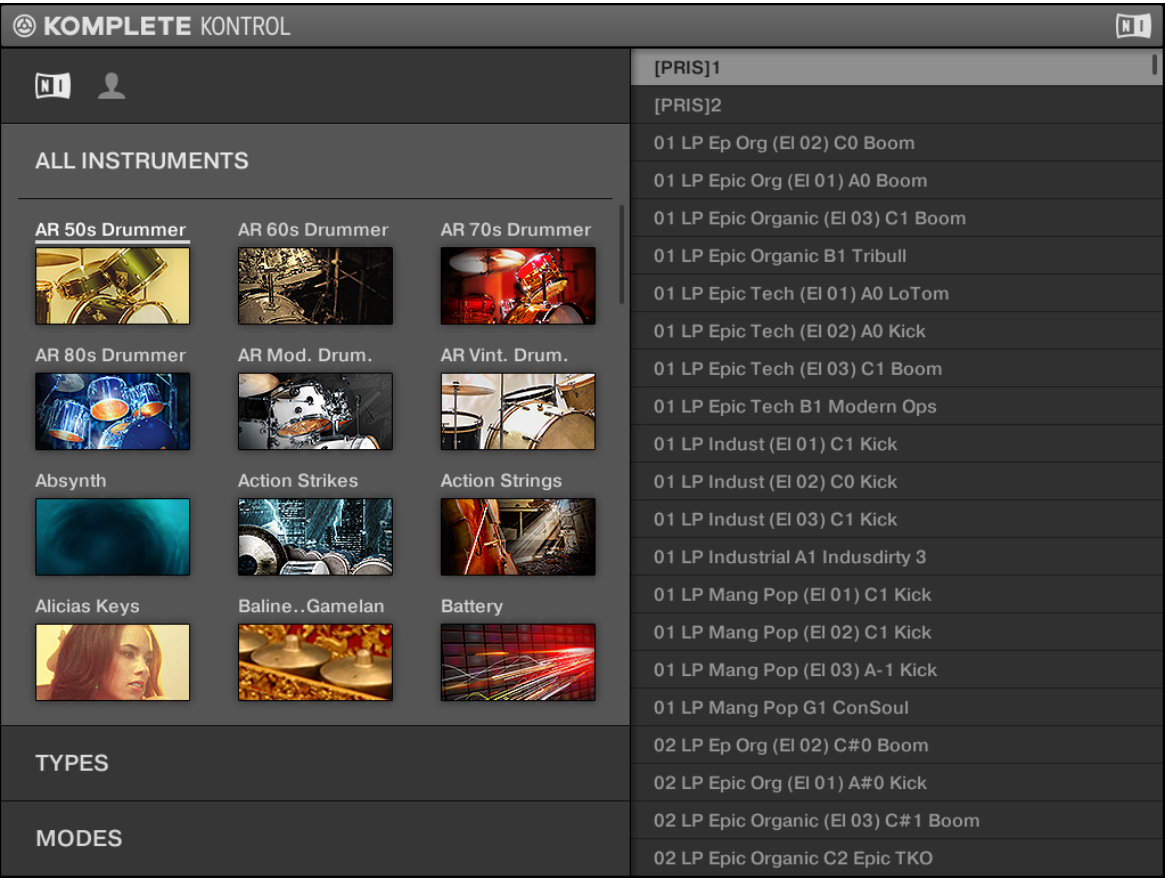 KOMPLETE KONTROL
NI
NI
ALL INSTRUMENTS
AR 50s Drummer
AR 60s Drummer
AR 70s Drummer
AR 80s Drummer
AR Mod. Drum.
AR Vint. Drum.
Absynth
Action Strikes
Action Strings
Alicias Keys
Baline..Gamelan
Battery
TYPES
MODES
[PRIS]1
[PRIS]2
01 LP Ep Org (El 02) C0 Boom
01 LP Epic Org (El 01) A0 Boom
01 LP Epic Organic (El 03) C1 Boom
01 LP Epic Organic B1 Tribull
01 LP Epic Tech (El 01) A0 LoTom
01 LP Epic Tech (El 02) A0 Kick
01 LP Epic Tech (El 03) C1 Boom
01 LP Epic Tech B1 Modern Ops
01 LP Indust (El 01) C1 Kick
01 LP Indust (El 02) C0 Kick
01 LP Indust (El 03) C1 Kick
01 LP Industrial A1 Indusdirty 3
01 LP Mang Pop (El 01) C1 Kick
01 LP Mang Pop (El 02) C1 Kick
01 LP Mang Pop (El 03) A-1 Kick
01 LP Mang Pop G1 ConSoul
02 LP Ep Org (El 02) C#0 Boom
02 LP Epic Org (El 01) A#0 Kick
02 LP Epic Organic (El 03) C#1 Boom
02 LP Epic Organic C2 Epic TKO